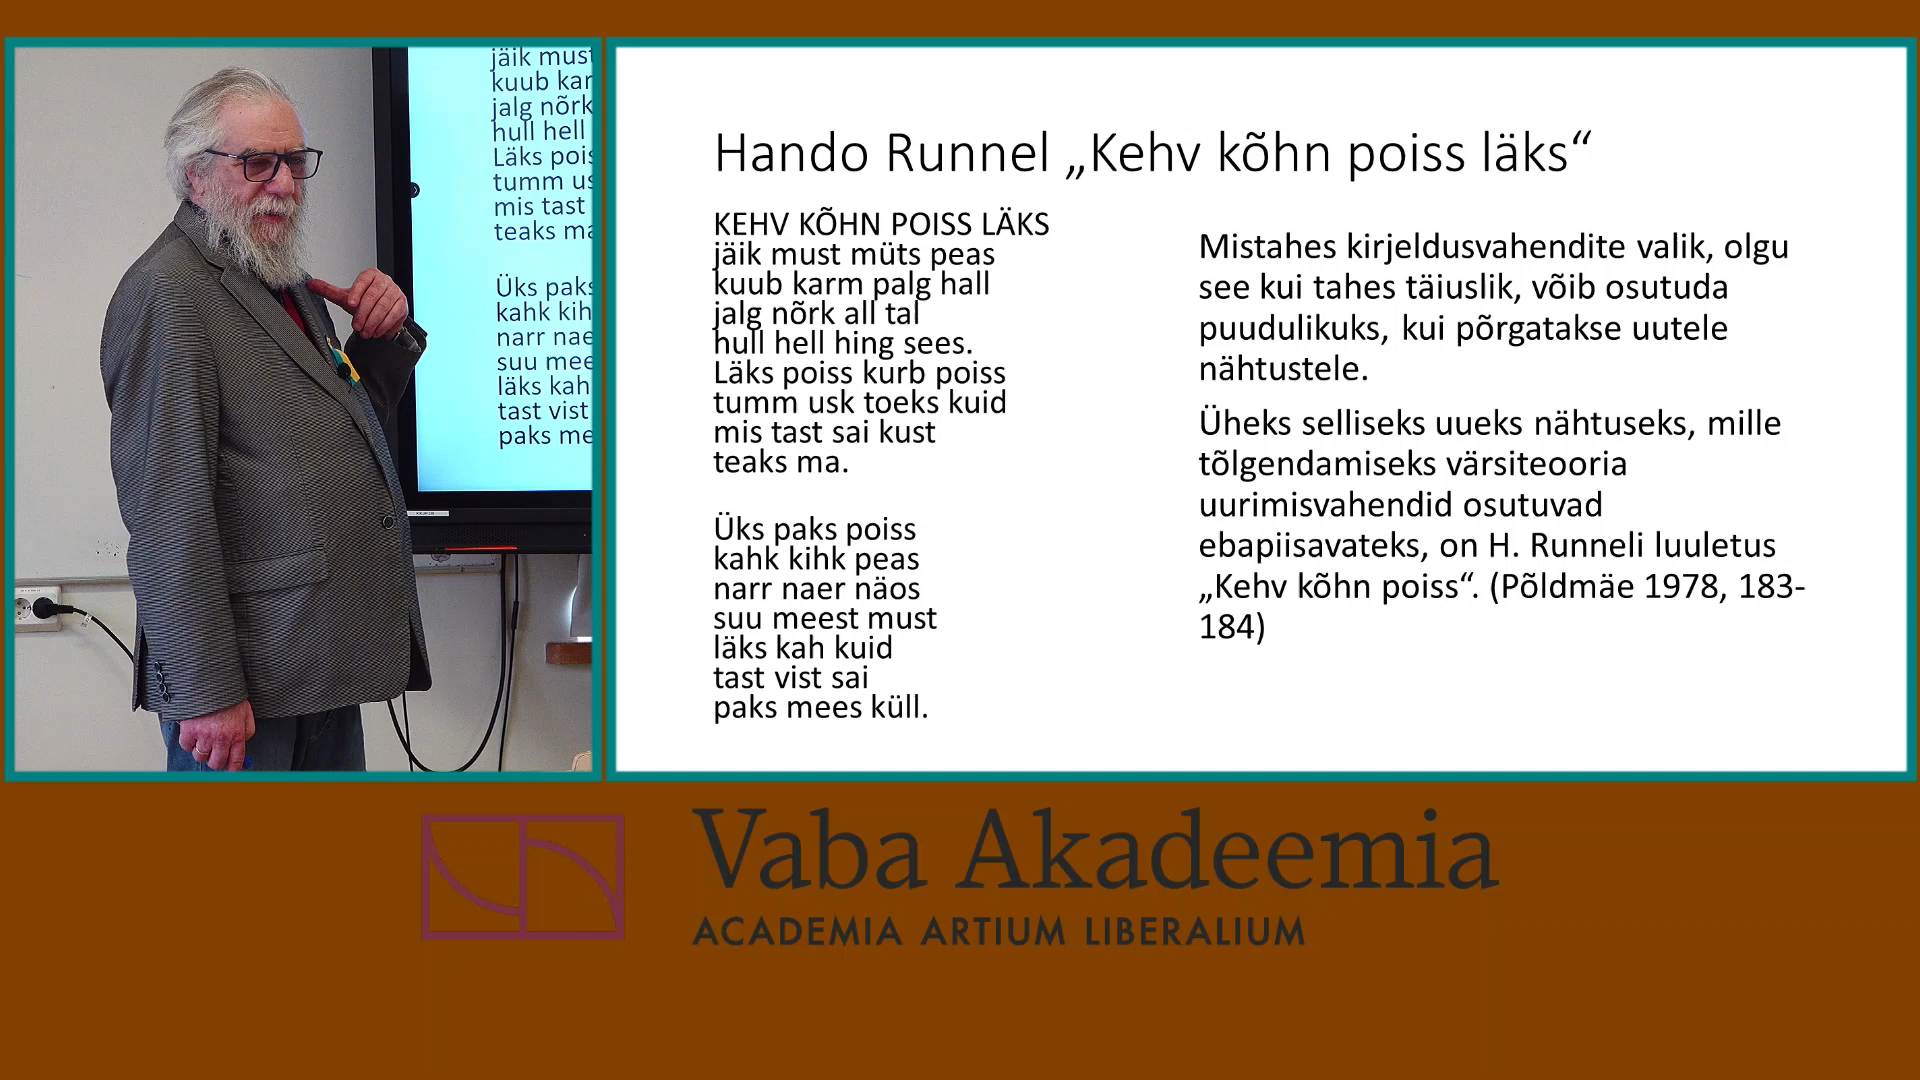 jäik must
kuub kar
jalg nõrk
hull hell
Läks pois
tumm us
mis tast
teaks ma
Üks paks
kahk kih
narr nae
suu mee
läks kah
tast vist
paks me
Hando Runnel „Kehv kõhn poiss läks“
KEHV KÕHN POISS LÄKS
jäik must müts peas
kuub karm palg hall
jalg nõrk all tal
hull hell hing sees.
Läks poiss kurb poiss
tumm usk toeks kuid
mis tast sai kust
teaks ma.
Üks paks poiss
kahk kihk peas
narr naer näos
suu meest must
läks kah kuid
tast vist sai
paks mees küll.
Mistahes kirjeldusvahendite valik, olgu
see kui tahes täiuslik, võib osutuda
puudulikuks, kui põrgatakse uutele
nähtustele.
Üheks selliseks uueks nähtuseks, mille
tõlgendamiseks värsiteooria
uurimisvahendid osutuvad
ebapiisavateks, on H. Runneli luuletus
„Kehv kõhn poiss“. (Põldmäe 1978, 183-
184)
Vaba Akadeemia
ACADEMIA ARTIUM LIBERALIUM